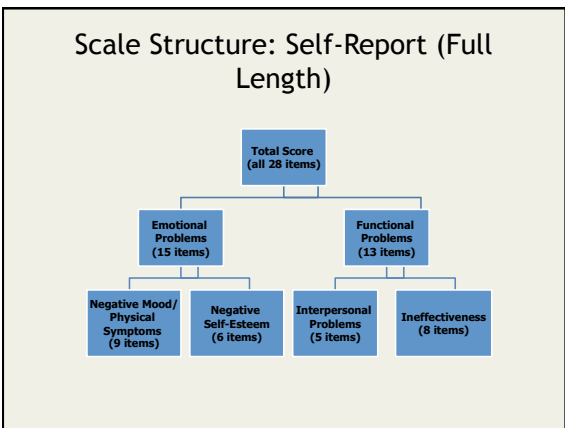 Scale Structure: Self-Report (Full
Length)
Total Score
(all 28 items)
Emotional
Problems
(15 items)
Functional
Problems
(13 items)
Negative Mood/
Physical
Symptoms
(9 items)
Negative
Self-Esteem
(6 items)
Interpersonal
Problems
(5 items)
Ineffectiveness
(8 items)